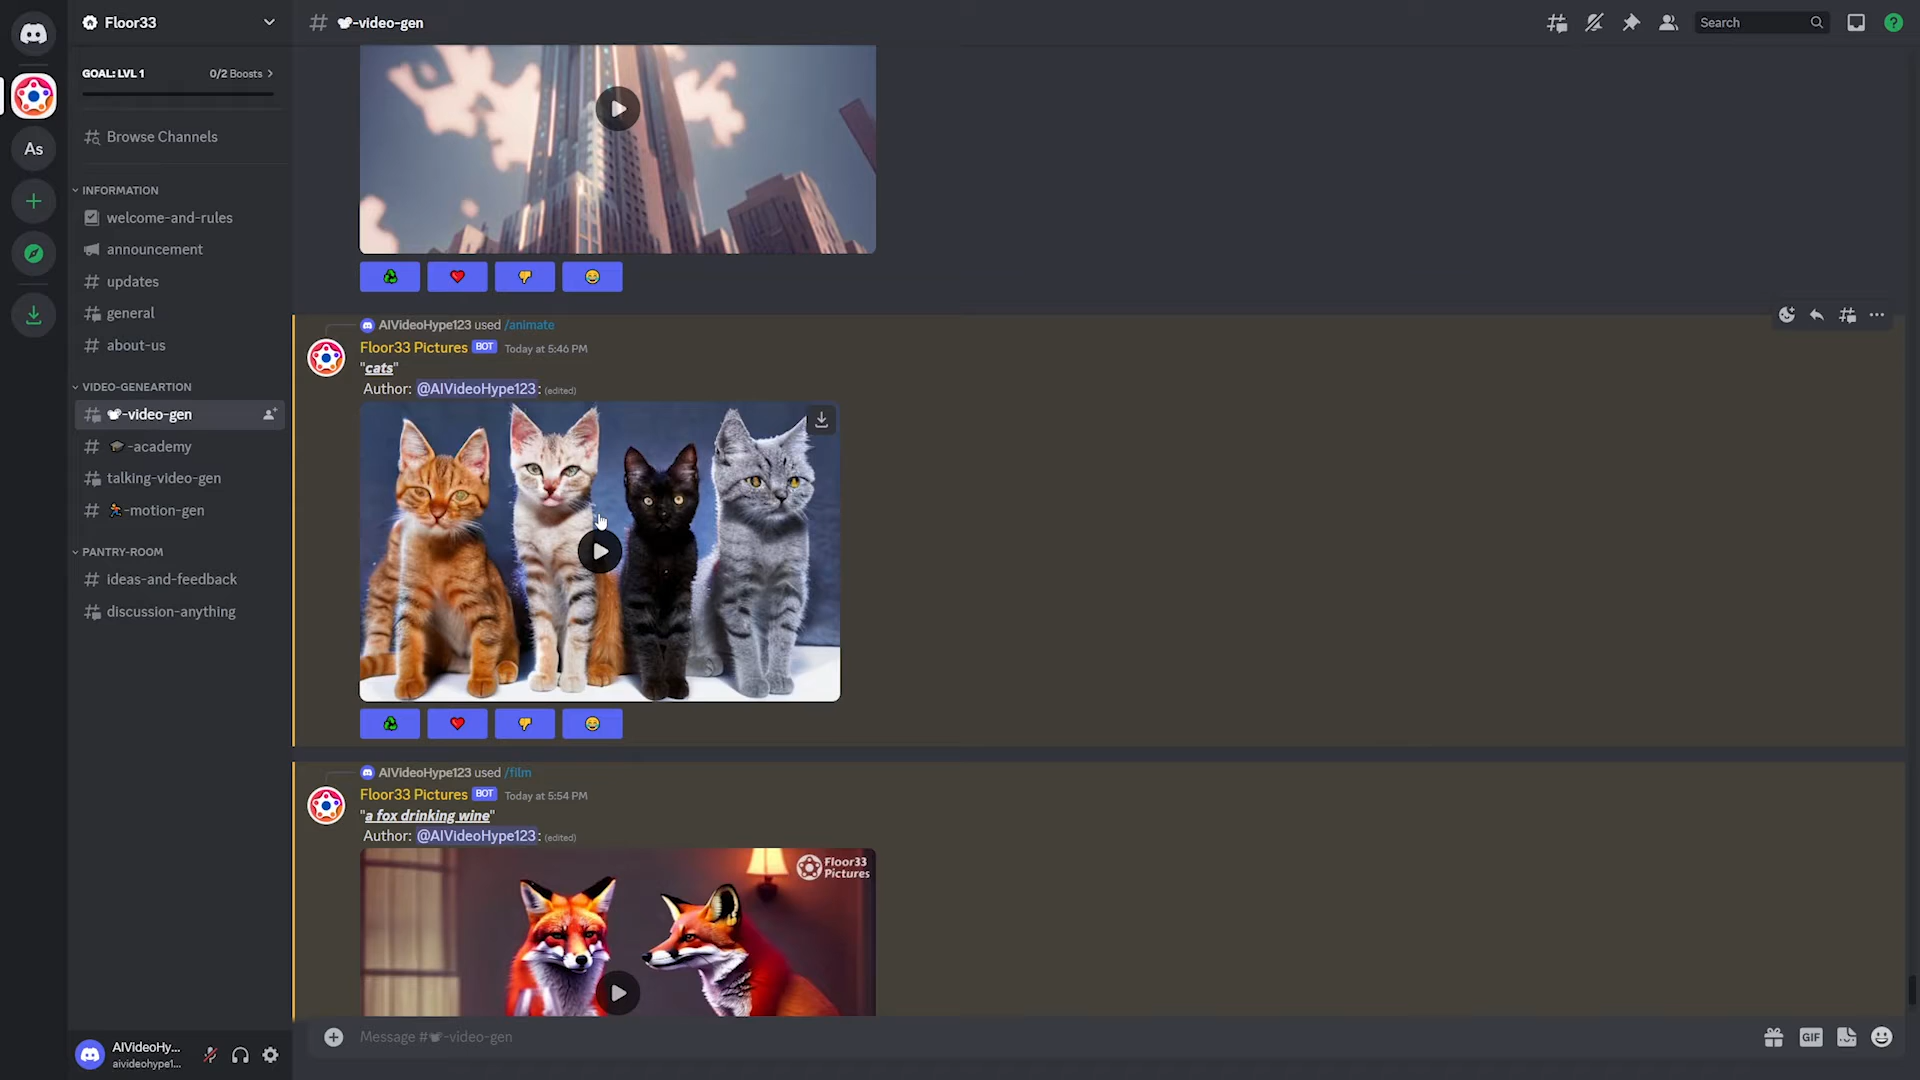 Floor33
-video-gen
Search
GOAL: LVL 1
0/2 Boosts
As
Browse Channels
INFORMATION
welcome-and-rules
announcement
updates
general
about-us
VIDEO-GENEARTION
-video-gen
-academy
talking-video-gen
-motion-gen
PANTRY-ROOM
ideas-and-feedback
discussion-anything
AIVideoHype123 used /animate
Floor33 Pictures BOT Today at 5:46 PM
"cats"
Author: @AIVideoHype123: (edited)
AIVideoHype123 used /film
Floor33 Pictures BOT Today at 5:54 PM
"a fox drinking wine"
Author: @AIVideoHype123: (edited)
Floor33
Pictures
AIVideoHy...
aivideohype1...
Message #-video-gen
GIF